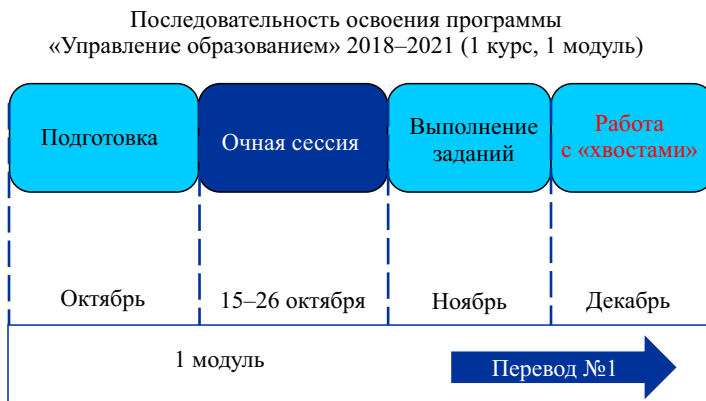 Последовательность освоения программы
«Управление образованием» 2018–2021 (1 курс, 1 модуль)
Подготовка
Очная сессия
Выполнение
заданий
Работа
с «хвостами»
Октябрь
15–26 октября
Ноябрь
Декабрь
1 модуль
Перевод №1